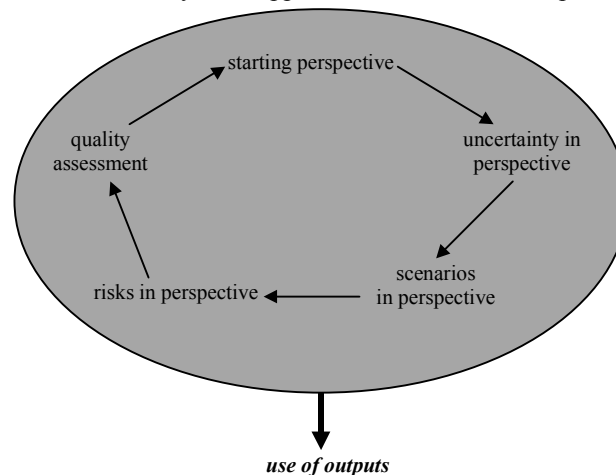 starting perspective
uncertainty in
perspective
scenarios
in perspective
risks in perspective
quality
assessment
use of outputs